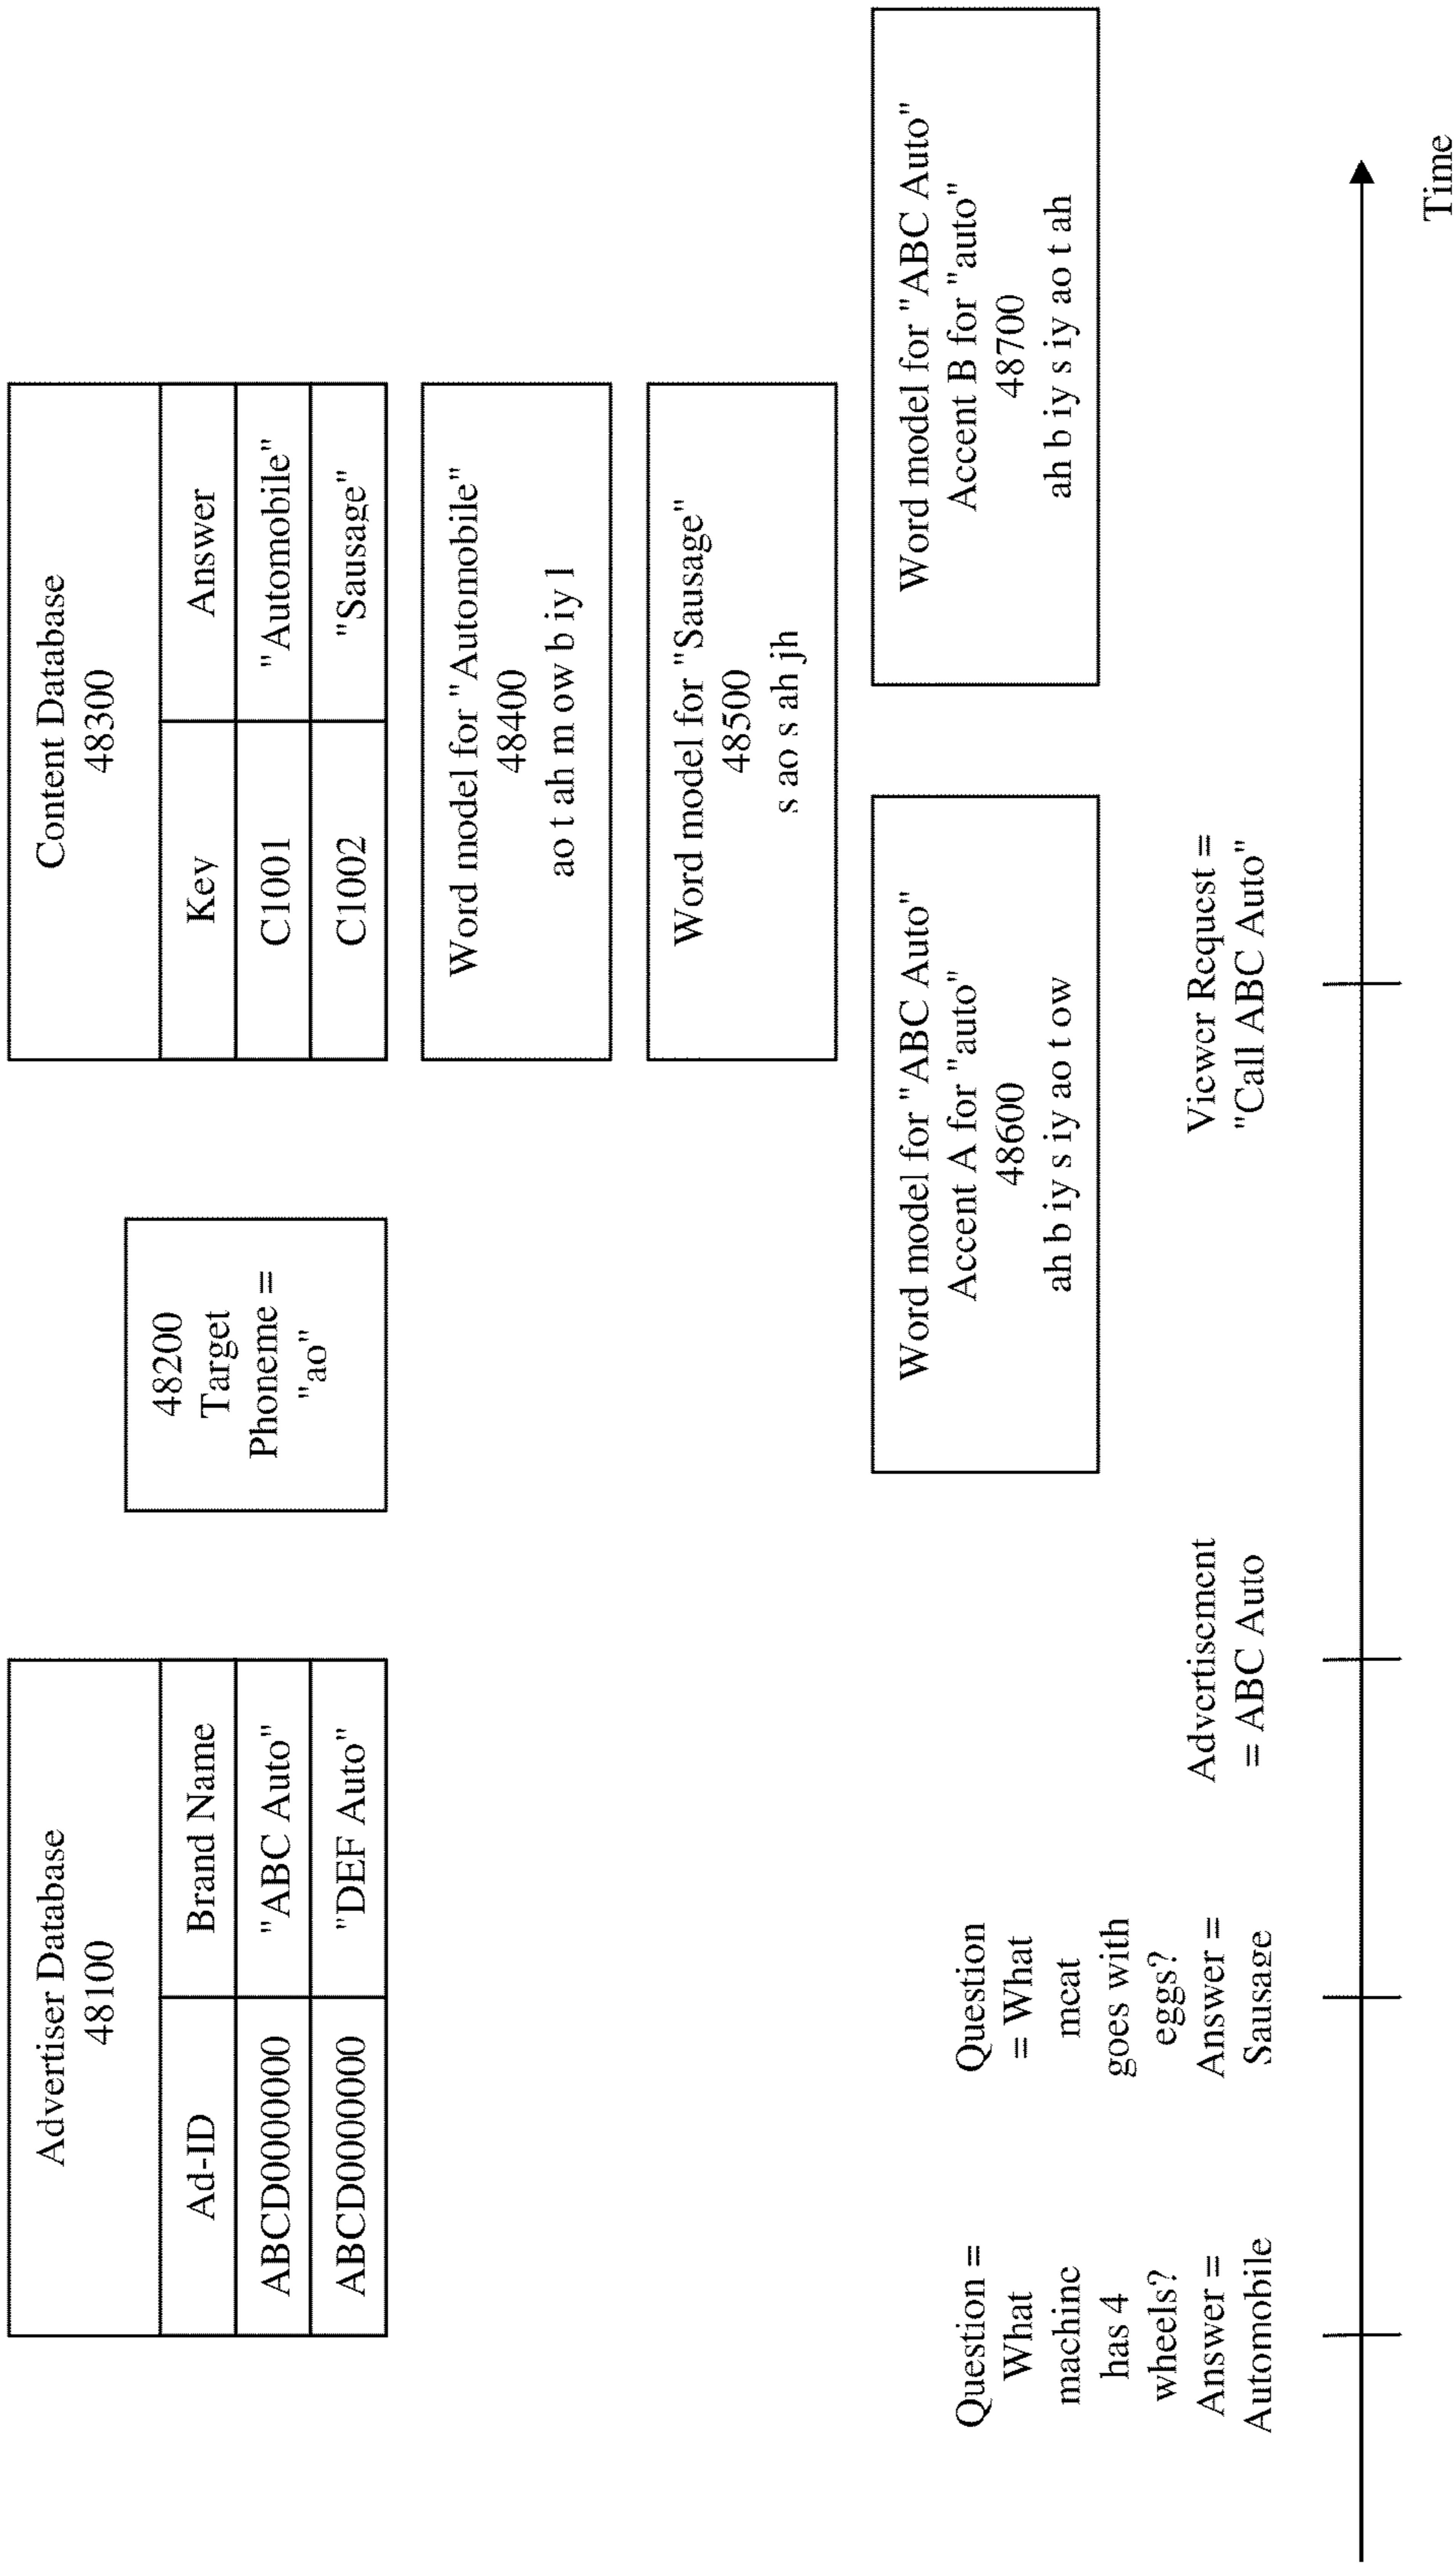 Advertiser Database
48100
Ad-ID Brand Name
ABCD0000000 "ABC Auto"
ABCD0000000 "DEF Auto"
48200
Target
Phoneme =
"ao"
Content Database
48300
Key Answer
C1001 "Automobile"
C1002 "Sausage"
Word model for "Automobile"
48400
ao t ah m ow b iy l
Word model for "Sausage"
48500
s ao s ah jh
Word model for "ABC Auto"
Accent A for "auto"
48600
ah b iy s iy ao t ow
Word model for "ABC Auto"
Accent B for "auto"
48700
ah b iy s iy ao t ah
Question =
What
machine
has 4
wheels?
Answer =
Automobile
Question
= What
meat
goes with
eggs?
Answer =
Sausage
Advertisement
= ABC Auto
Viewer Request =
"Call ABC Auto"
Time